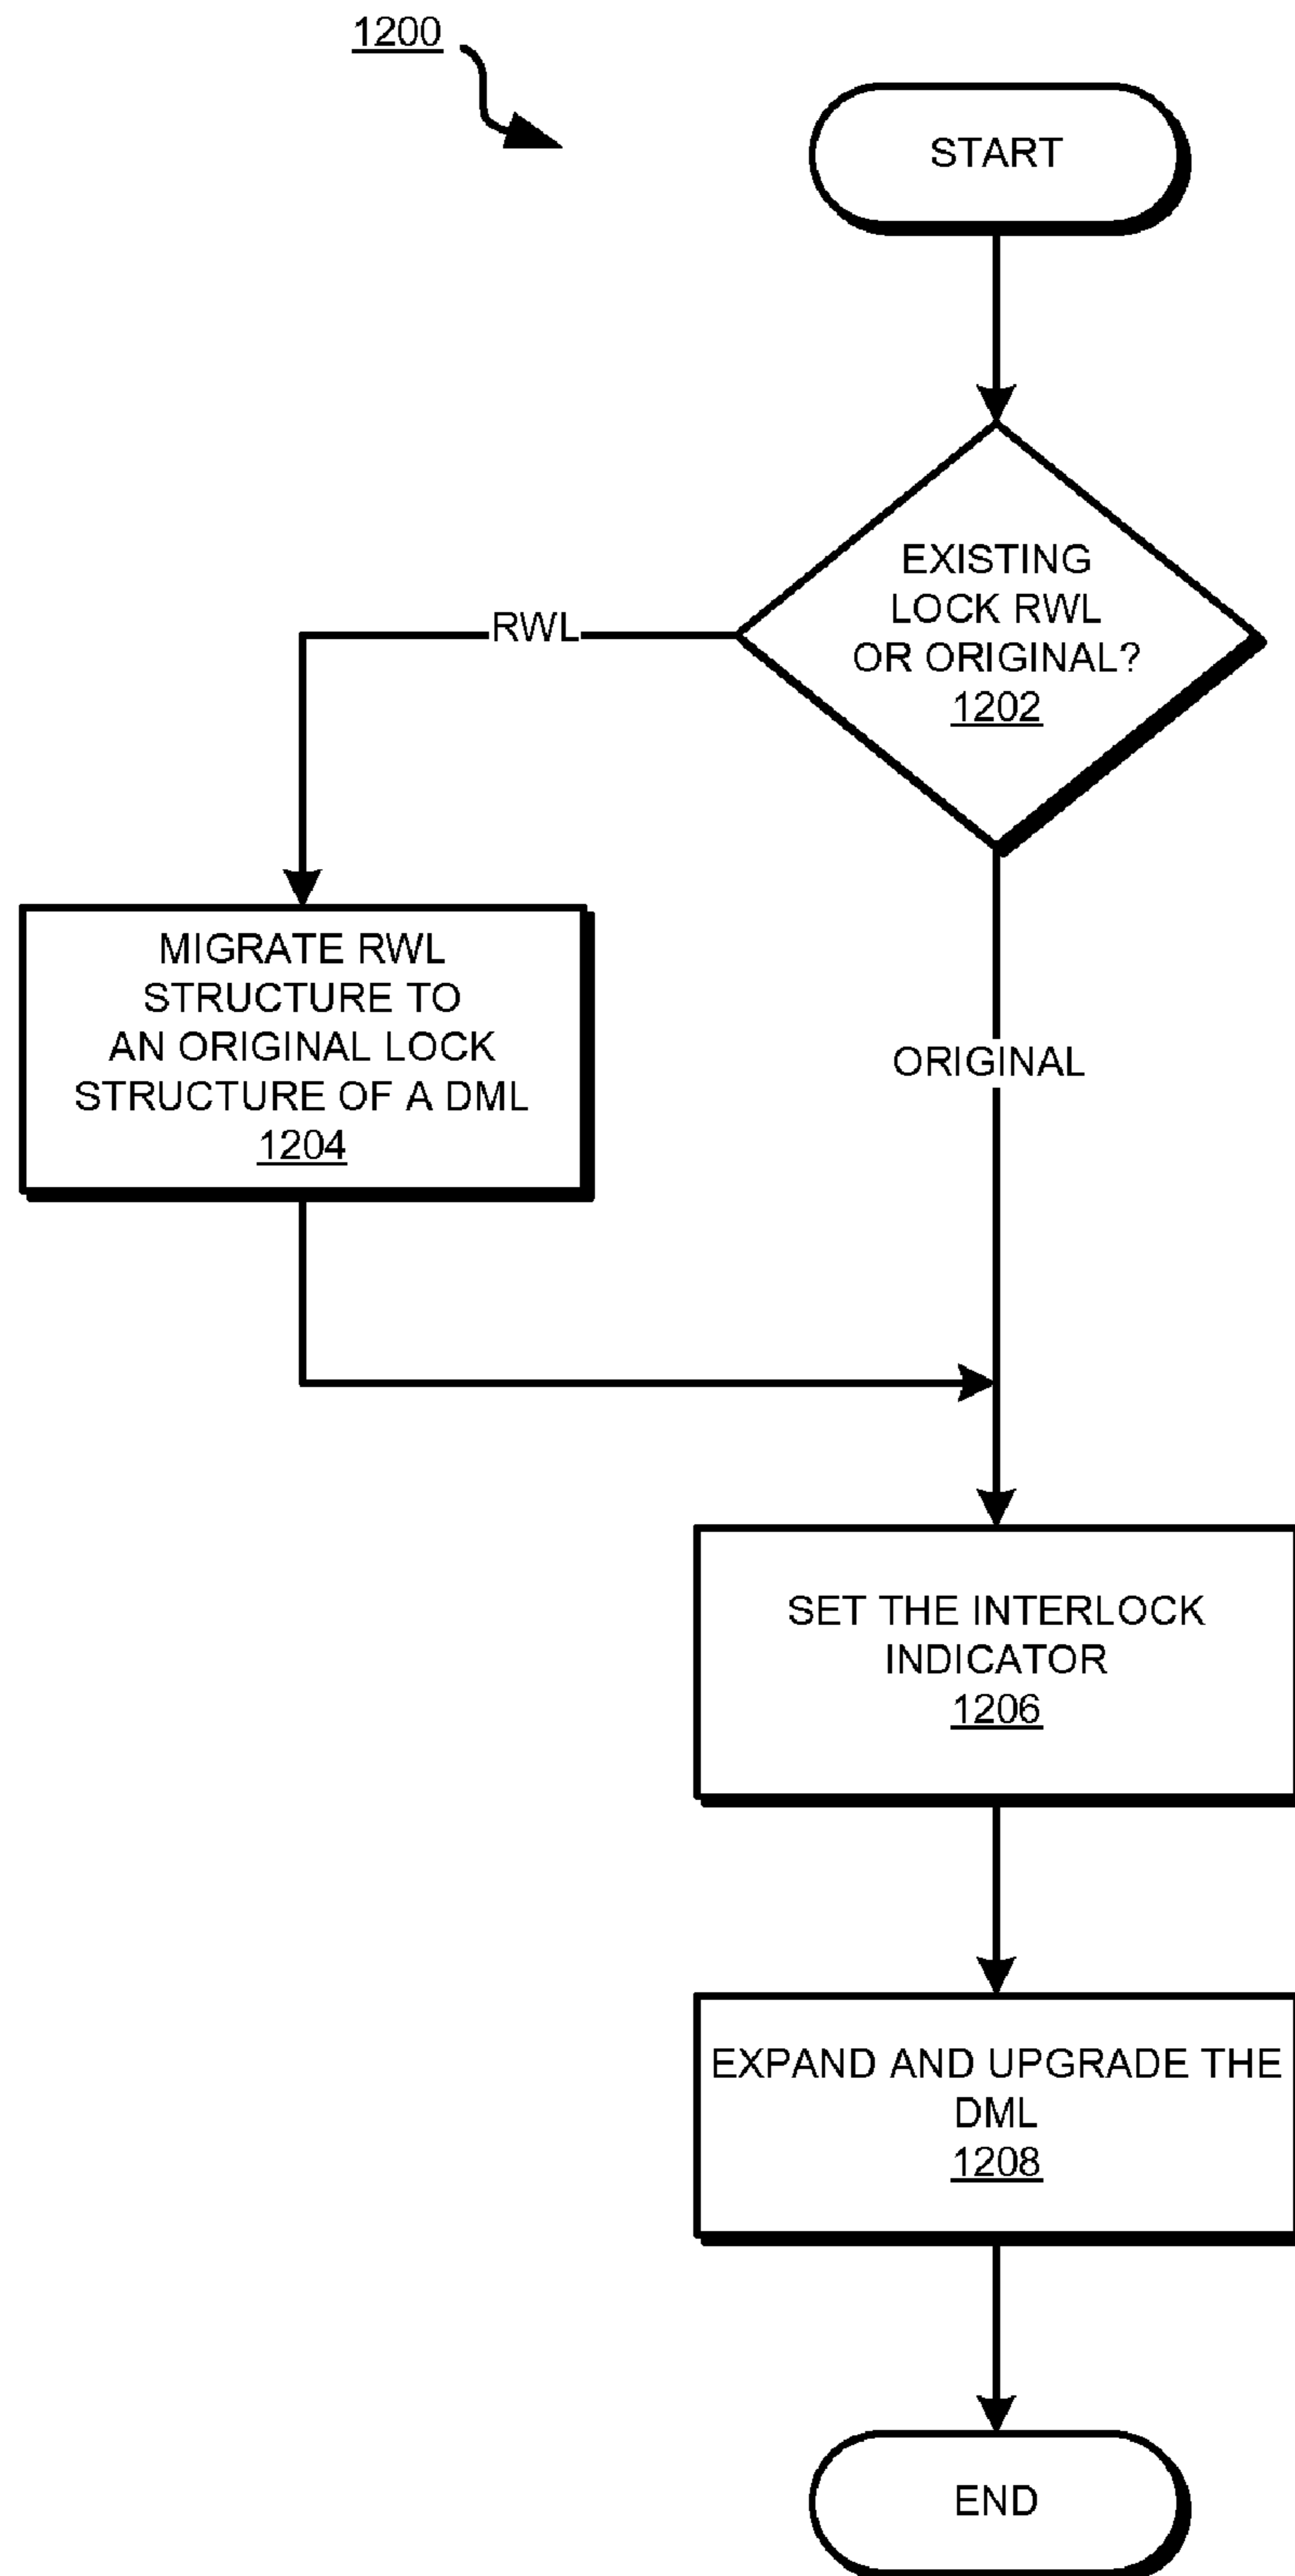 1200
START
EXISTING
LOCK RWL
OR ORIGINAL?
1202
RWL
MIGRATE RWL
STRUCTURE TO
AN ORIGINAL LOCK
STRUCTURE OF A DML
1204
ORIGINAL
SET THE INTERLOCK
INDICATOR
1206
EXPAND AND UPGRADE THE
DML
1208
END